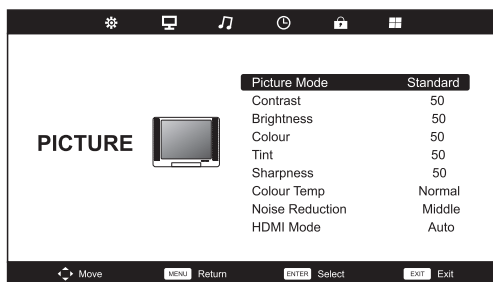 PICTURE
Picture Mode Standard
Contrast 50
Brightness 50
Colour 50
Tint 50
Sharpness 50
Colour Temp Normal
Noise Reduction Middle
HDMI Mode Auto
Move MENU Return ENTER Select EXIT Exit